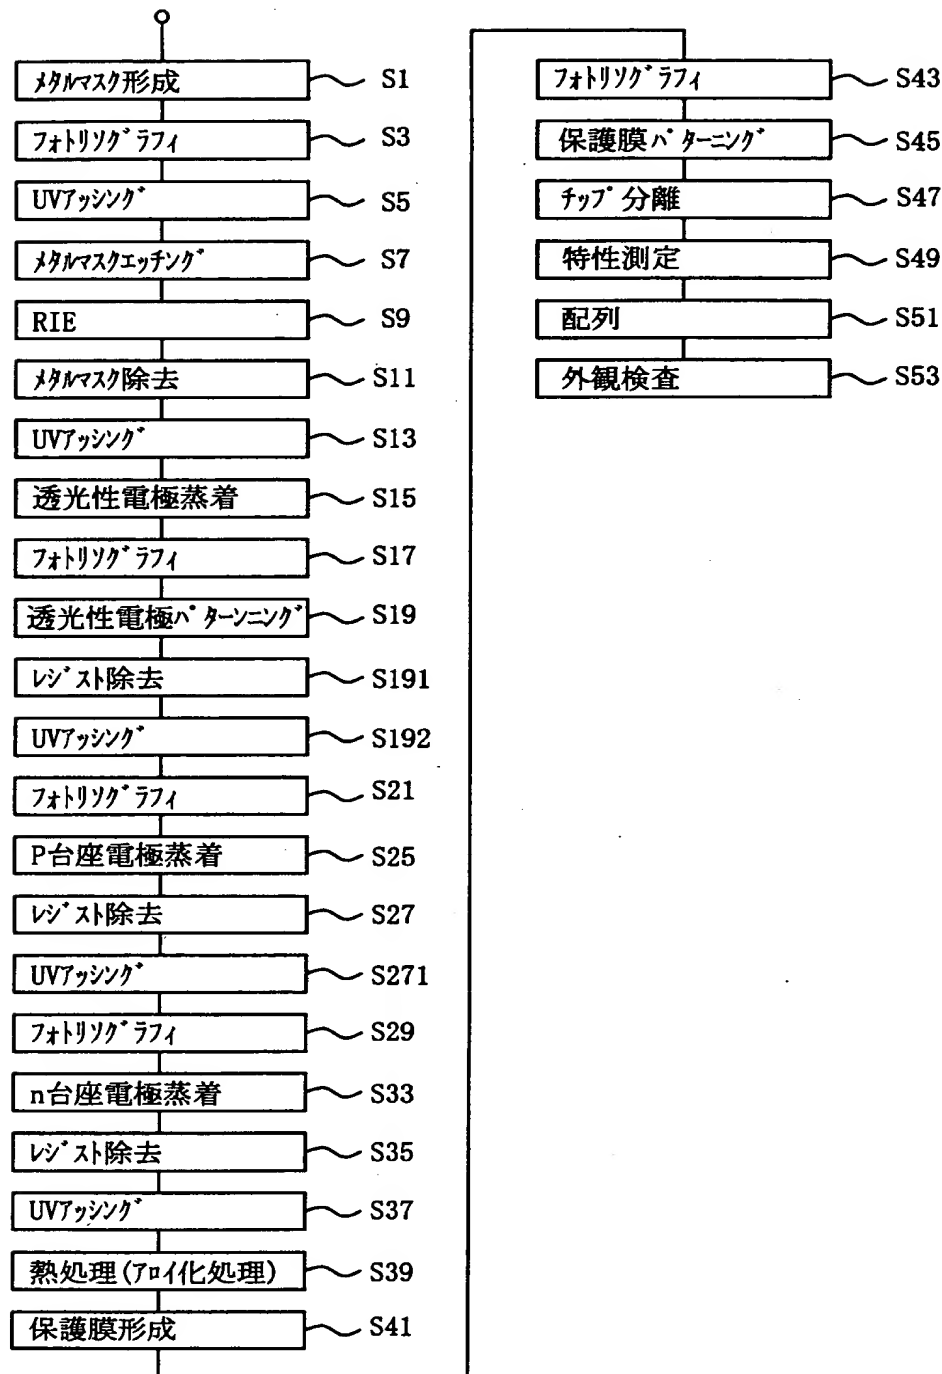 ﾒﾀﾙﾏｽｸ形成 S1
ﾌｫﾄﾘｿｸﾞﾗﾌｨ S3
UVｱｯｼﾝｸﾞ S5
ﾒﾀﾙﾏｽｸｴｯﾁﾝｸﾞ S7
RIE S9
ﾒﾀﾙﾏｽｸ除去 S11
UVｱｯｼﾝｸﾞ S13
透光性電極蒸着 S15
ﾌｫﾄﾘｿｸﾞﾗﾌｨ S17
透光性電極ﾊﾟﾀｰﾝﾆﾝｸﾞ S19
ﾚｼﾞｽﾄ除去 S191
UVｱｯｼﾝｸﾞ S192
ﾌｫﾄﾘｿｸﾞﾗﾌｨ S21
P台座電極蒸着 S25
ﾚｼﾞｽﾄ除去 S27
UVｱｯｼﾝｸﾞ S271
ﾌｫﾄﾘｿｸﾞﾗﾌｨ S29
n台座電極蒸着 S33
ﾚｼﾞｽﾄ除去 S35
UVｱｯｼﾝｸﾞ S37
熱処理(ｱﾛｲ化処理) S39
保護膜形成 S41
ﾌｫﾄﾘｿｸﾞﾗﾌｨ S43
保護膜ﾊﾟﾀｰﾆﾝｸﾞ S45
ﾁｯﾌﾟ分離 S47
特性測定 S49
配列 S51
外観検査 S53